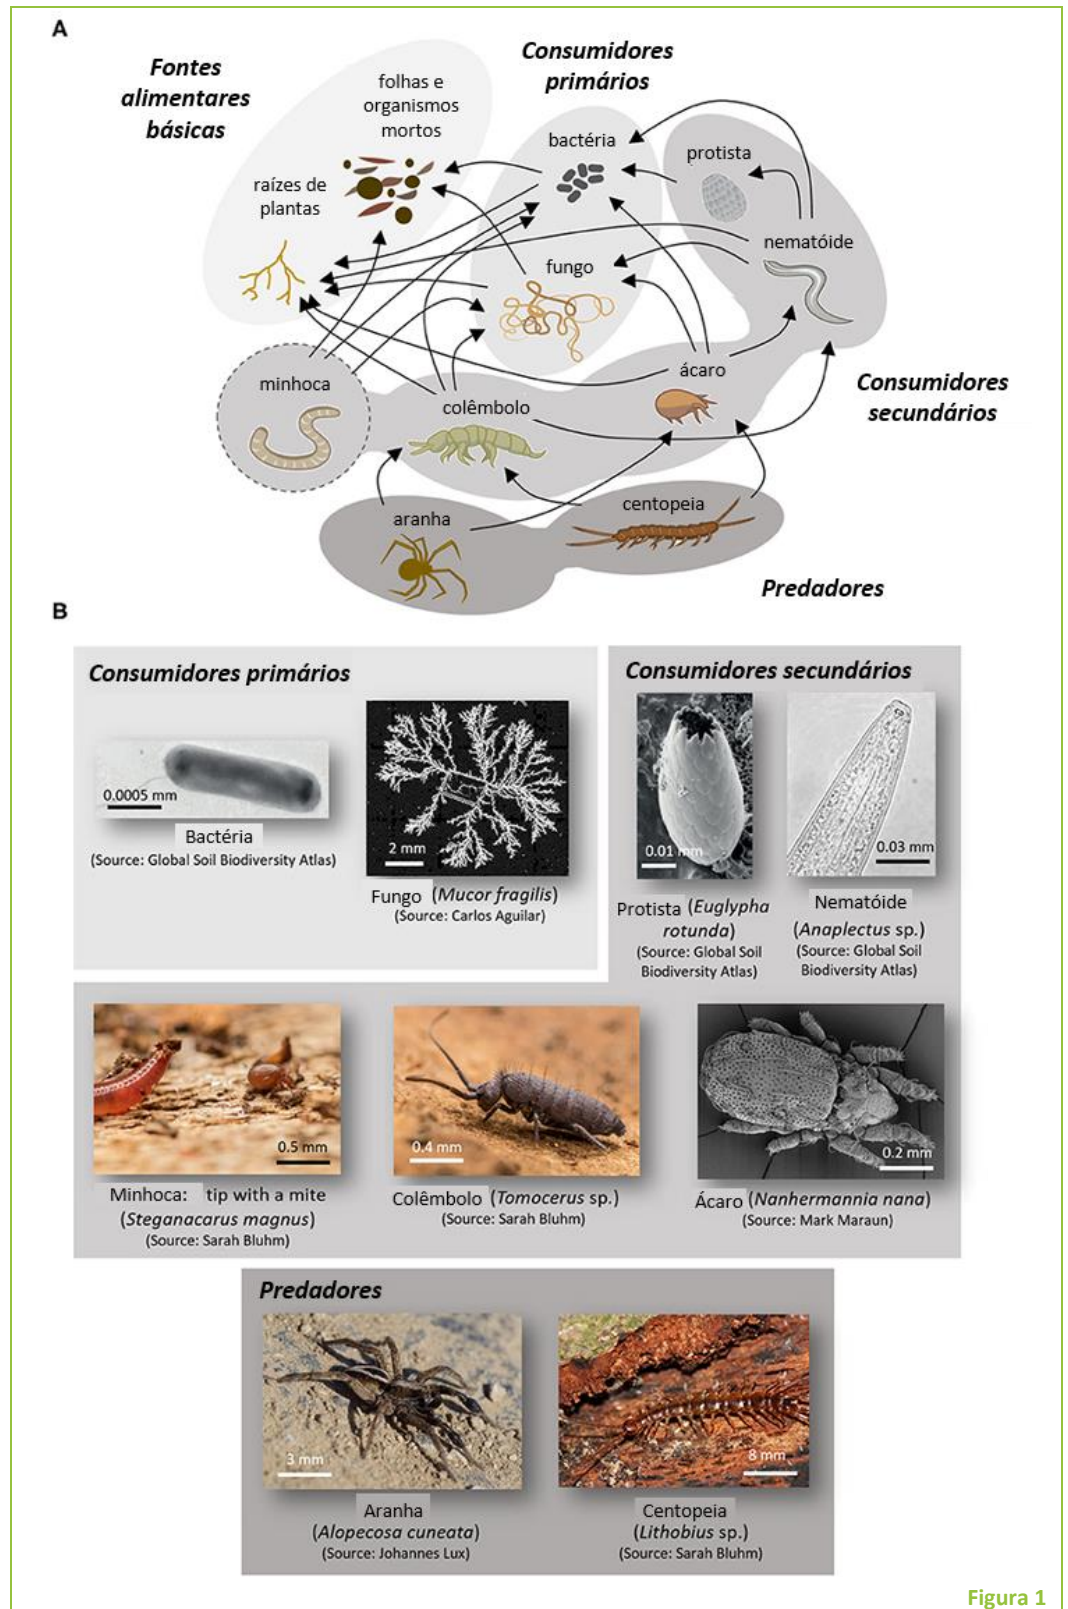 A
Fontes
alimentares
básicas
folhas e
organismos
mortos
raízes de
plantas
Consumidores
primários
bactéria
fungo
protista
nematóide
Consumidores
secundários
ácaro
minhoca
colêmbolo
aranha
centopeia
Predadores
B
Consumidores primários
0.0005 mm
Bactéria
(Source: Global Soil Biodiversity Atlas)
2 mm
Fungo (Mucor fragilis)
(Source: Carlos Aguilar)
Consumidores secundários
0.01 mm
Protista (Euglypha
rotunda)
(Source: Global Soil
Biodiversity Atlas)
0.03 mm
Nematóide
(Anaplectus sp.)
(Source: Global Soil
Biodiversity Atlas)
0.5 mm
Minhoca: tip with a mite
(Steganacarus magnus)
(Source: Sarah Bluhm)
0.4 mm
Colêmbolo (Tomocerus sp.)
(Source: Sarah Bluhm)
0.2 mm
Ácaro (Nanhermannia nana)
(Source: Mark Maraun)
Predadores
3 mm
Aranha
(Alopecosa cuneata)
(Source: Johannes Lux)
8 mm
Centopeia
(Lithobius sp.)
(Source: Sarah Bluhm)
Figura 1